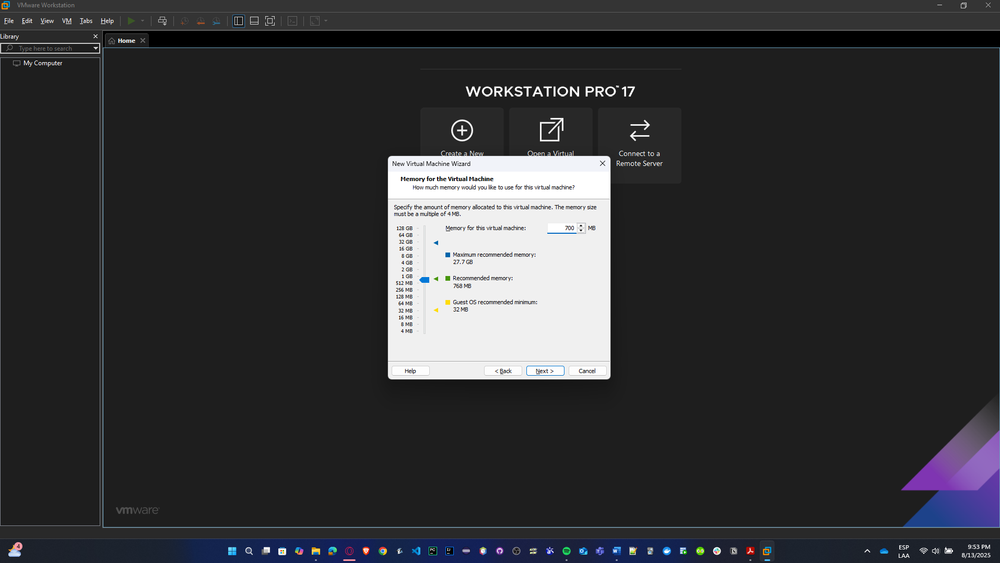 VMware Workstation
File Edit View VM Tabs Help
Library
Type here to search
My Computer
Home
WORKSTATION PRO™ 17
Create a New
Open a Virtual
Connect to a
Remote Server
New Virtual Machine Wizard
Memory for the Virtual Machine
How much memory would you like to use for this virtual machine?
Specify the amount of memory allocated to this virtual machine. The memory size
must be a multiple of 4 MB.
Memory for this virtual machine: 700 MB
128 GB
64 GB
32 GB
16 GB
8 GB
4 GB
2 GB
1 GB
512 MB
256 MB
128 MB
64 MB
32 MB
16 MB
8 MB
4 MB
Maximum recommended memory:
27.7 GB
Recommended memory:
768 MB
Guest OS recommended minimum:
32 MB
Help
< Back
Next >
Cancel
vmware
4
PC
IJ
W
N
ESP
LAA
9:53 PM
8/13/2025